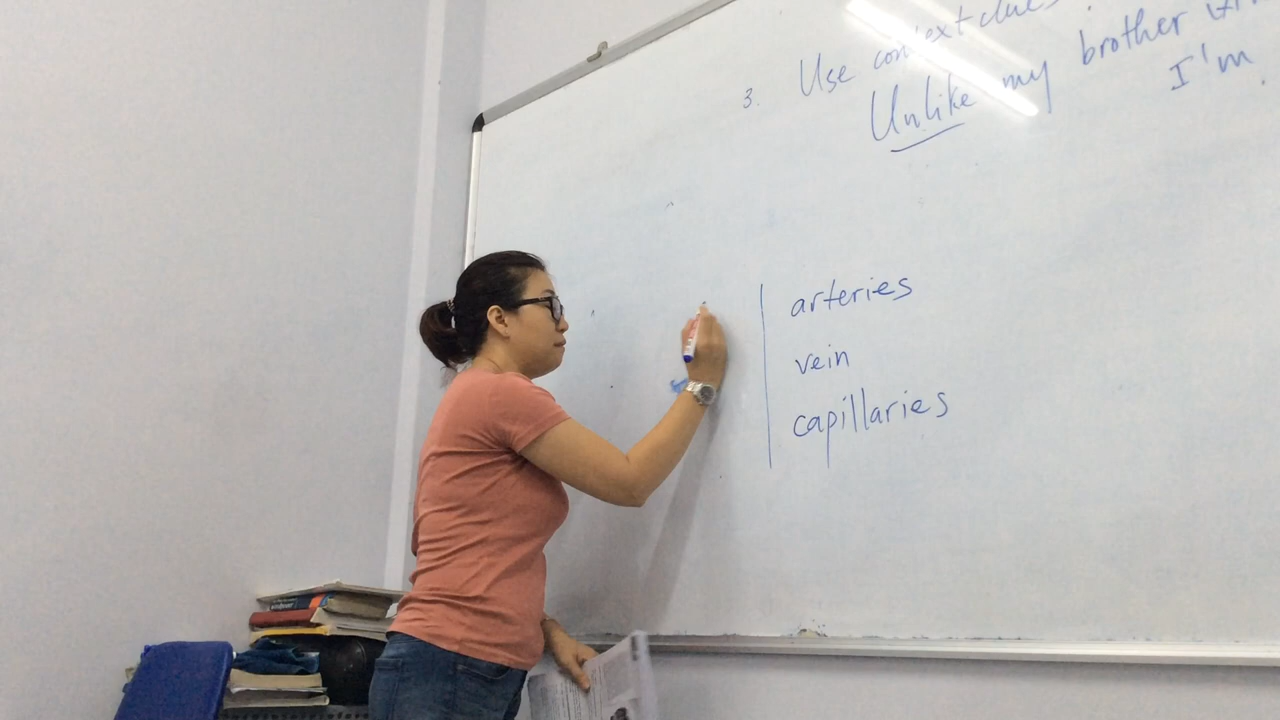 3. Use context clues
Unlike my brother
I'm
arteries
vein
capillaries